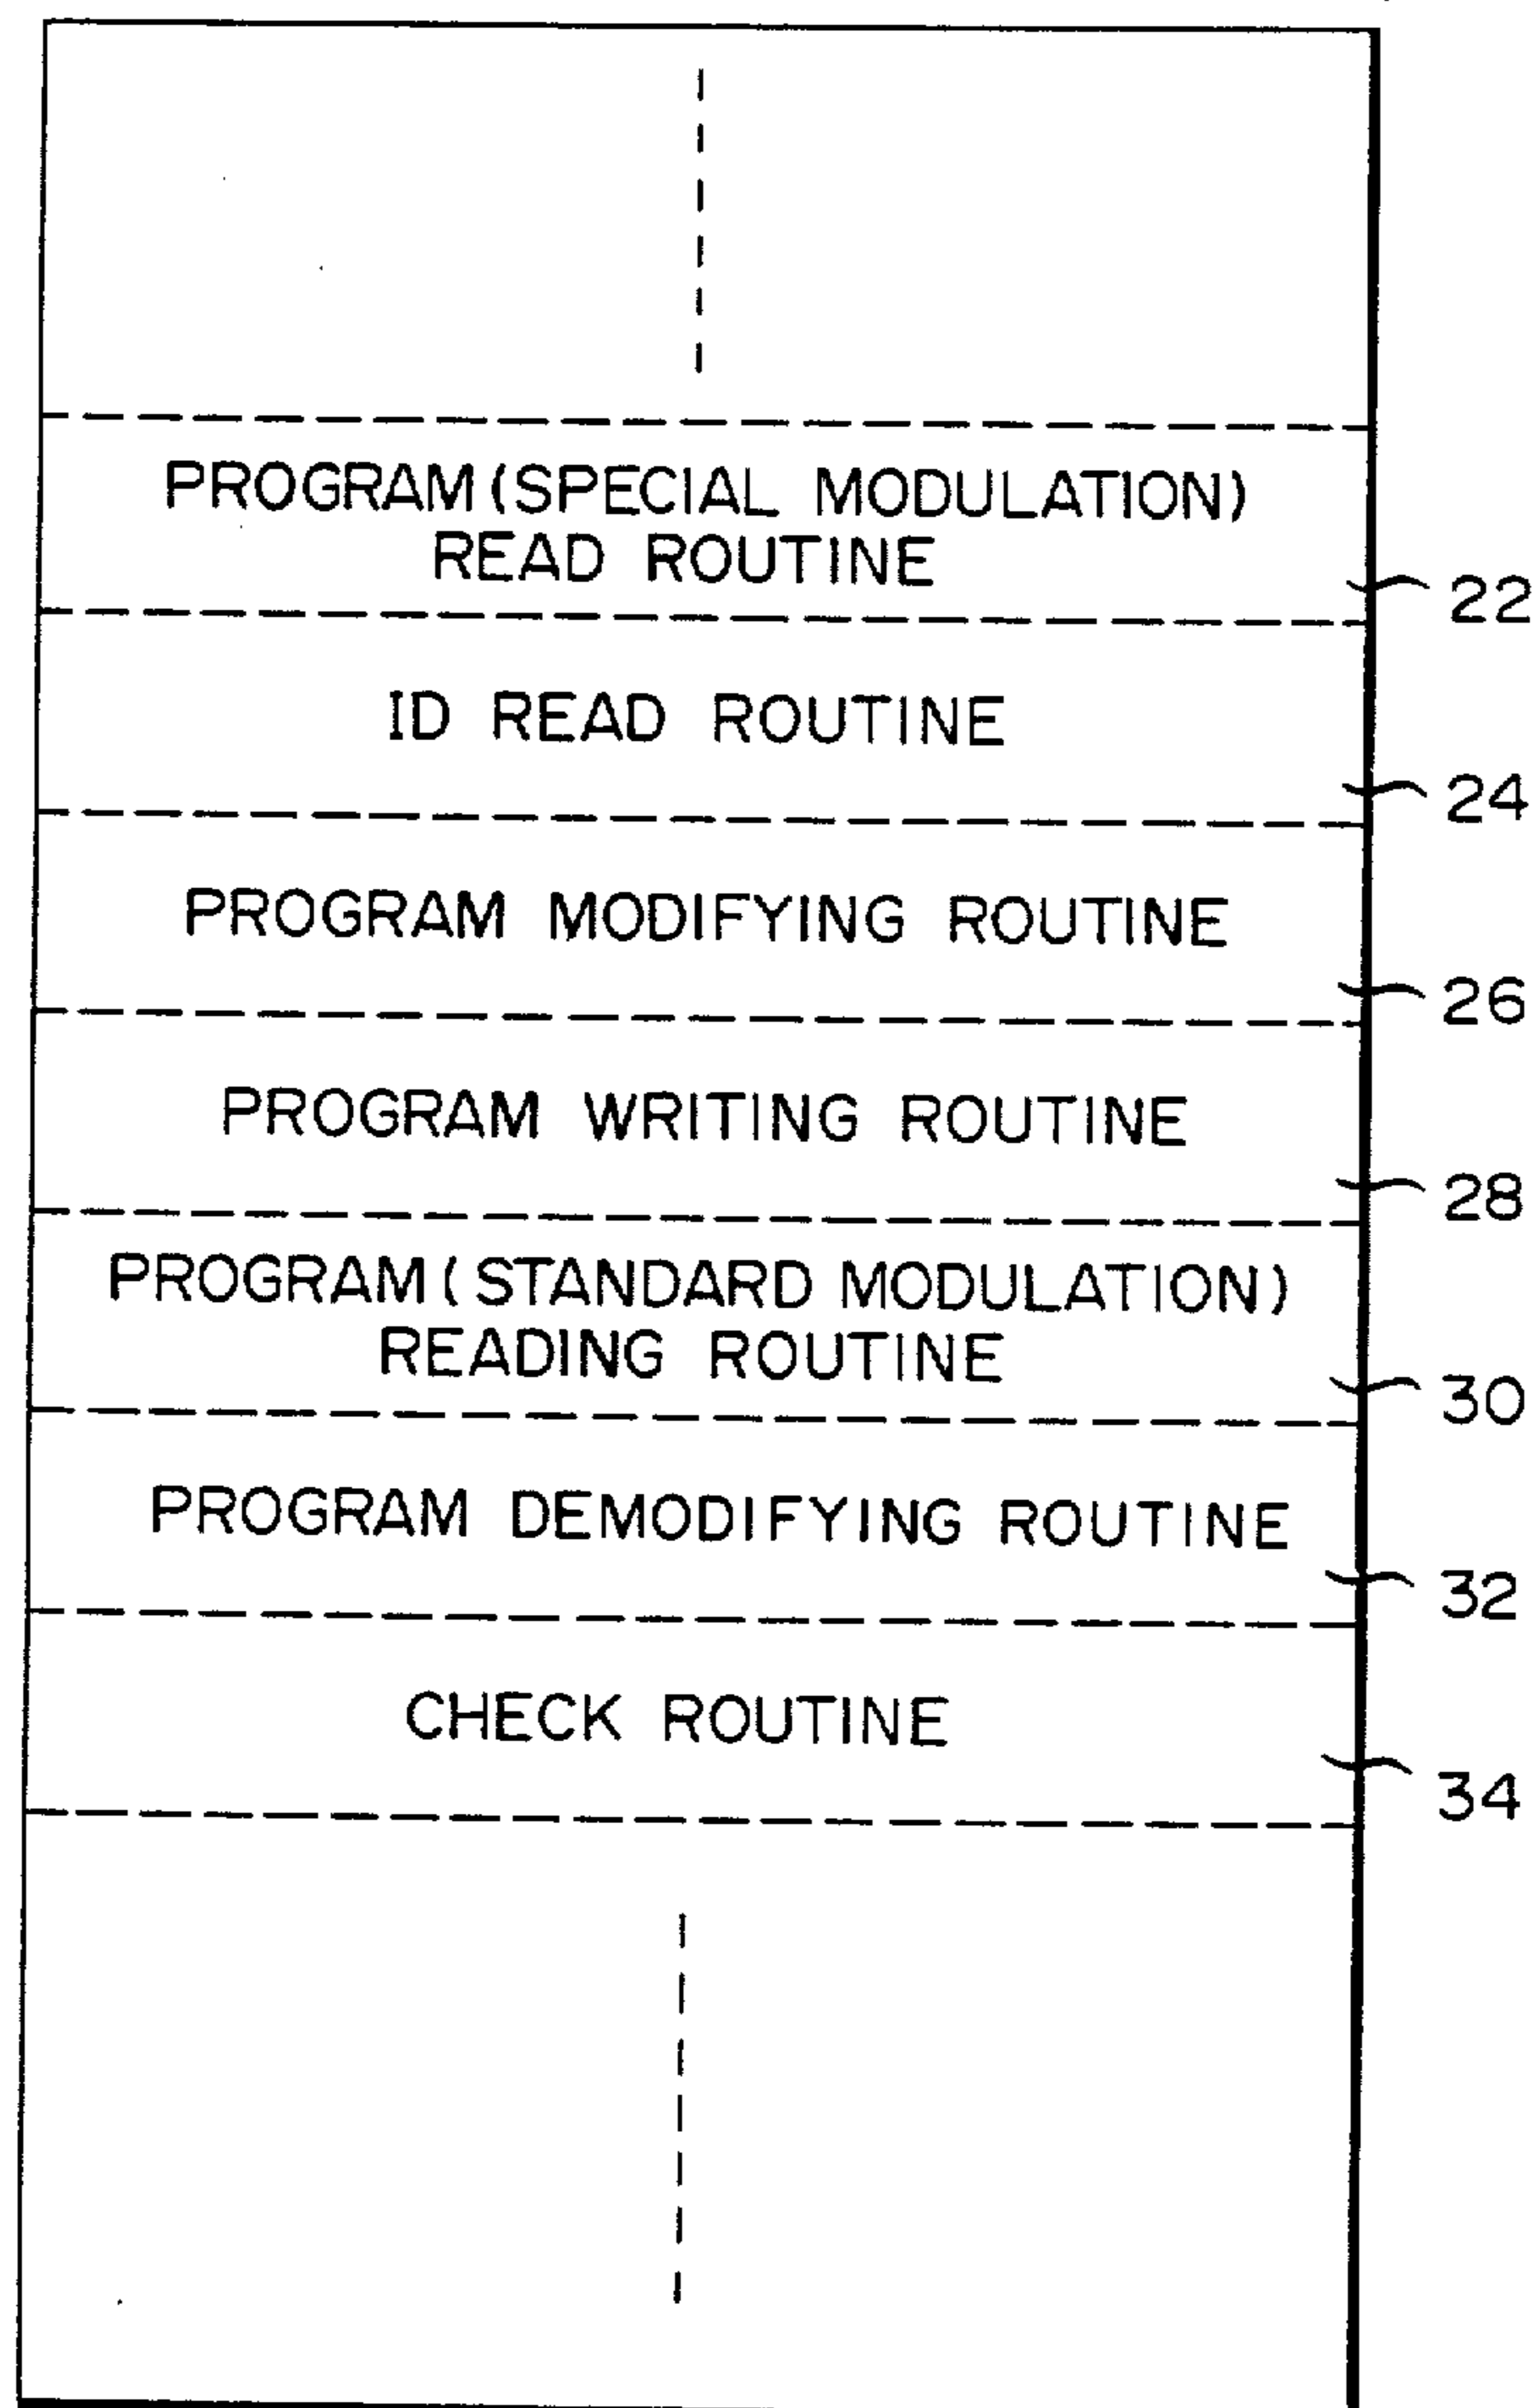 PROGRAM (SPECIAL MODULATION)
READ ROUTINE
22
ID READ ROUTINE
24
PROGRAM MODIFYING ROUTINE
26
PROGRAM WRITING ROUTINE
28
PROGRAM (STANDARD MODULATION)
READING ROUTINE
30
PROGRAM DEMODIFYING ROUTINE
32
CHECK ROUTINE
34